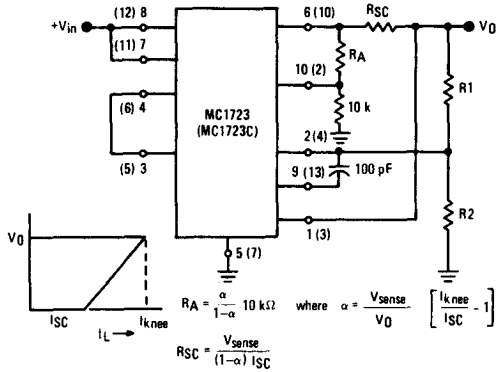 +Vin
(12) 8
(11) 7
(6) 4
(5) 3
MC1723
(MC1723C)
6 (10)
RSC
VO
RA
10 (2)
10 k
R1
2 (4)
9 (13)
100 pF
1 (3)
R2
5 (7)
VO
ISC
IL →
Iknee
RA = α/1-α 10 kΩ where α = Vsense/VO [Iknee/ISC - 1]
RSC = Vsense/(1-α) ISC